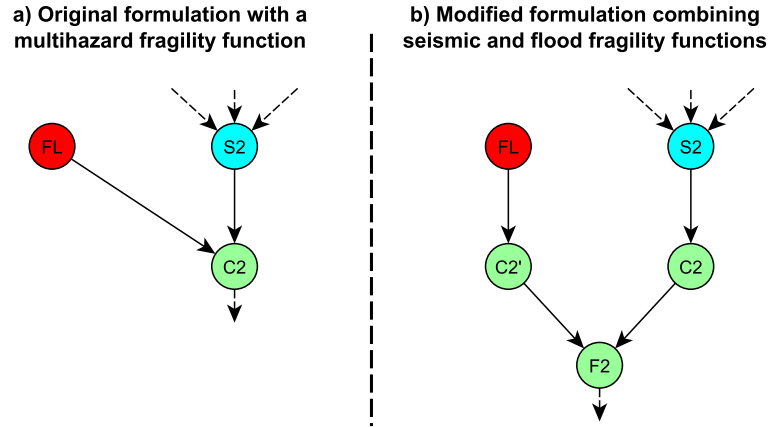 a) Original formulation with a
multihazard fragility function
b) Modified formulation combining
seismic and flood fragility functions
FL
S2
C2
FL
S2
C2'
C2
F2